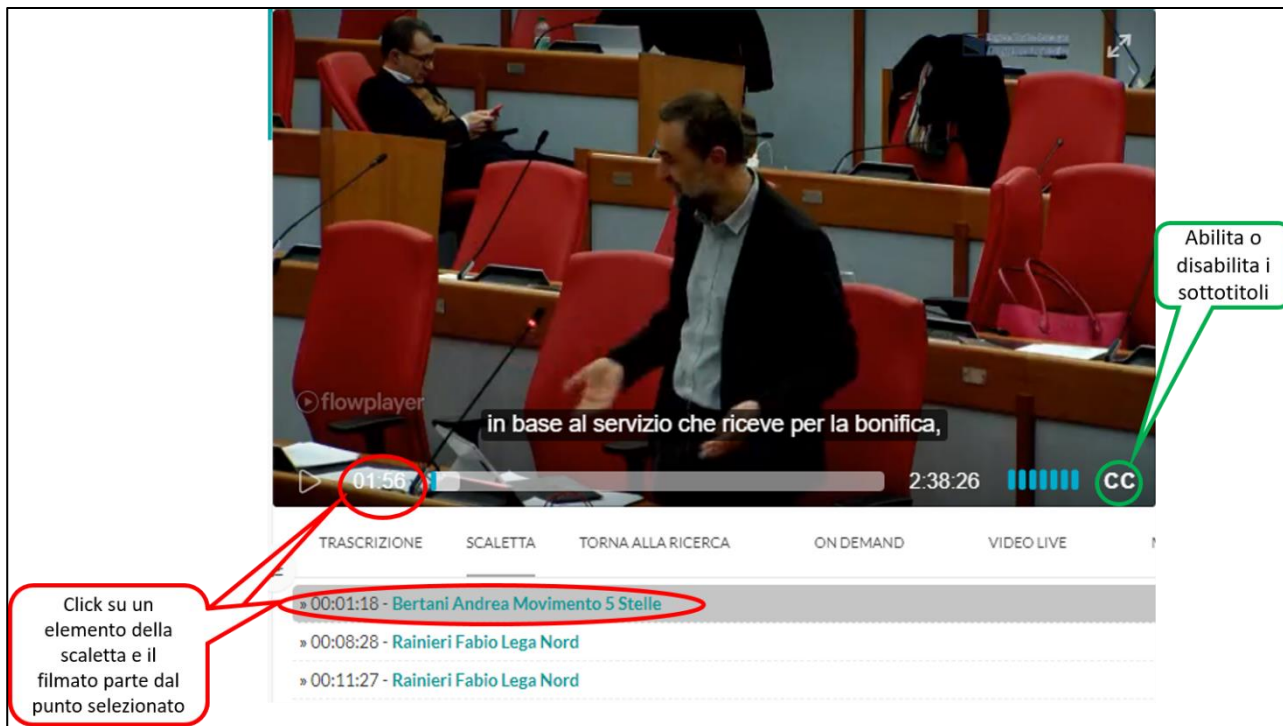 Abilita o
disabilita i
sottotitoli
flowplayer
in base al servizio che riceve per la bonifica,
01:56 2:38:26 CC
TRASCRIZIONE SCALETTA TORNA ALLA RICERCA ON DEMAND VIDEO LIVE
Click su un
elemento della
scaletta e il
filmato parte dal
punto selezionato
» 00:01:18 - Bertani Andrea Movimento 5 Stelle
» 00:08:28 - Rainieri Fabio Lega Nord
» 00:11:27 - Rainieri Fabio Lega Nord